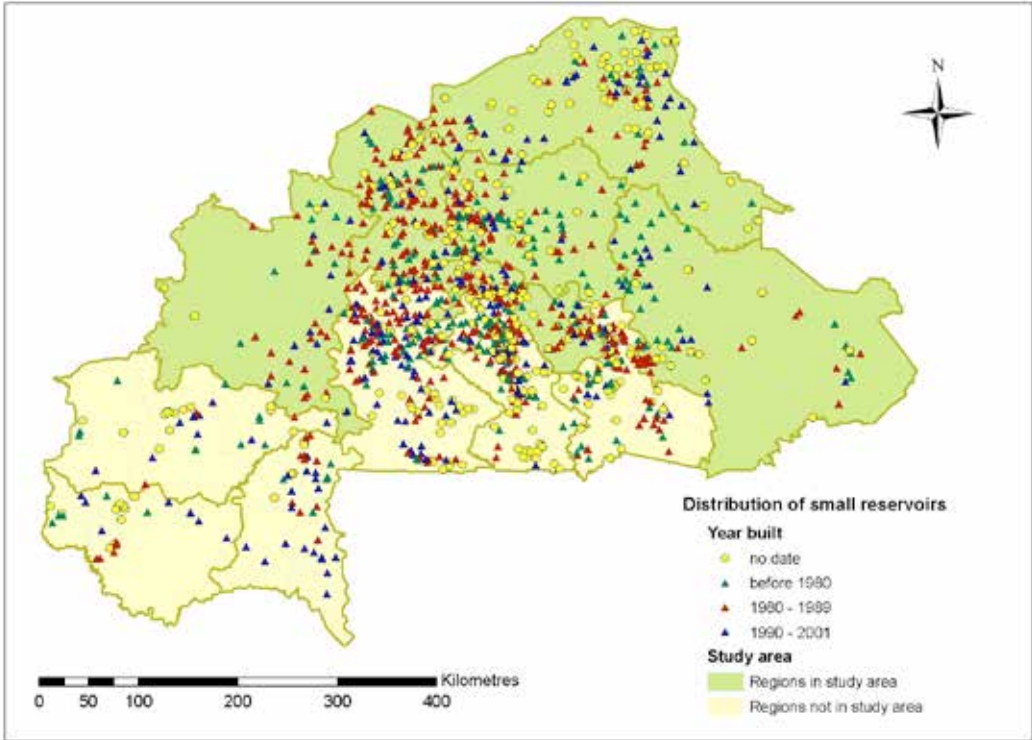 N
Distribution of small reservoirs
Year built
no date
before 1980
1980 - 1989
1990 - 2001
Study area
Regions in study area
Regions not in study area
Kilometres
0 50 100 200 300 400